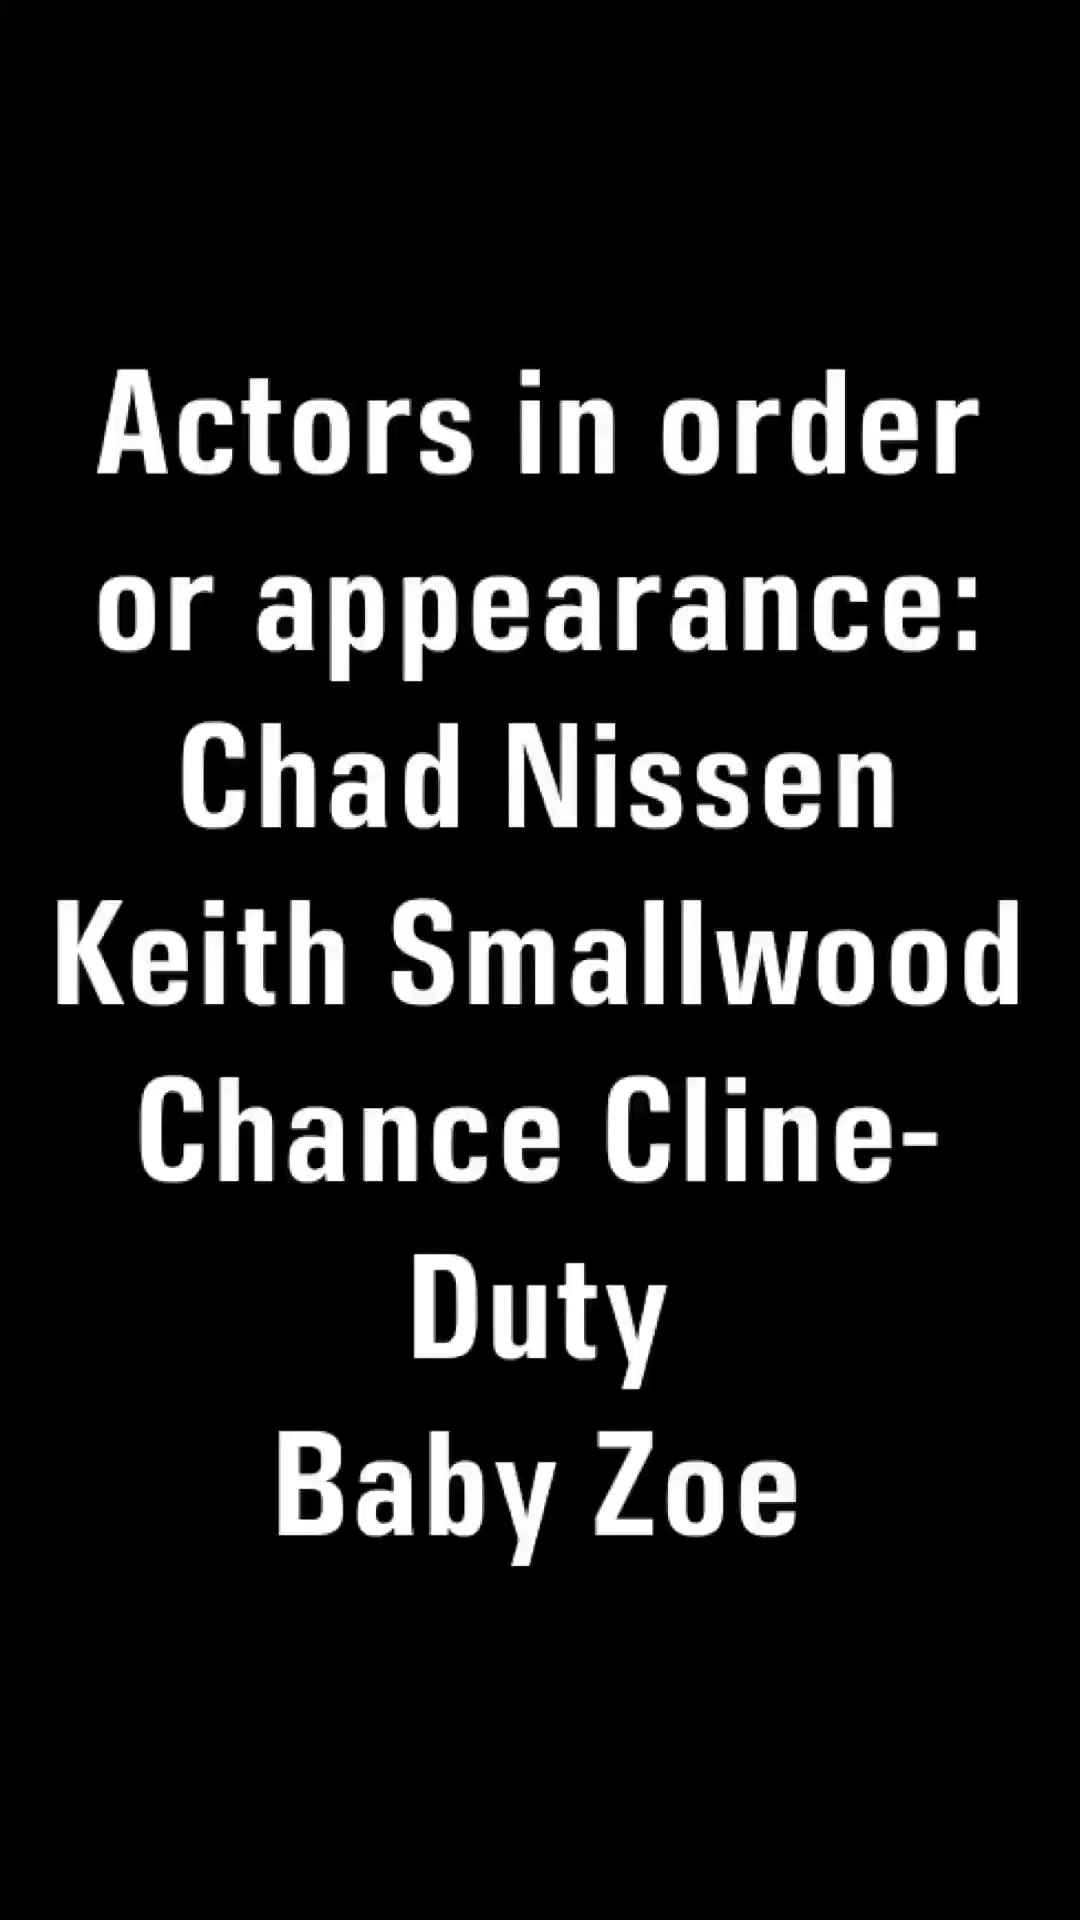 Actors in order
or appearance:
Chad Nissen
Keith Smallwood
Chance Cline-
Duty
Baby Zoe